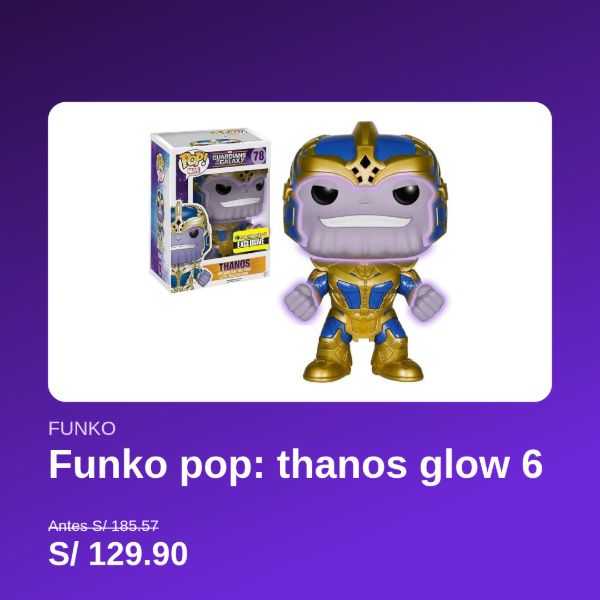 POP!
MARVEL
GUARDIANS
OF THE GALAXY
78
EXCLUSIVE
THANOS
FUNKO
Funko pop: thanos glow 6
Antes S/ 185.57
S/ 129.90